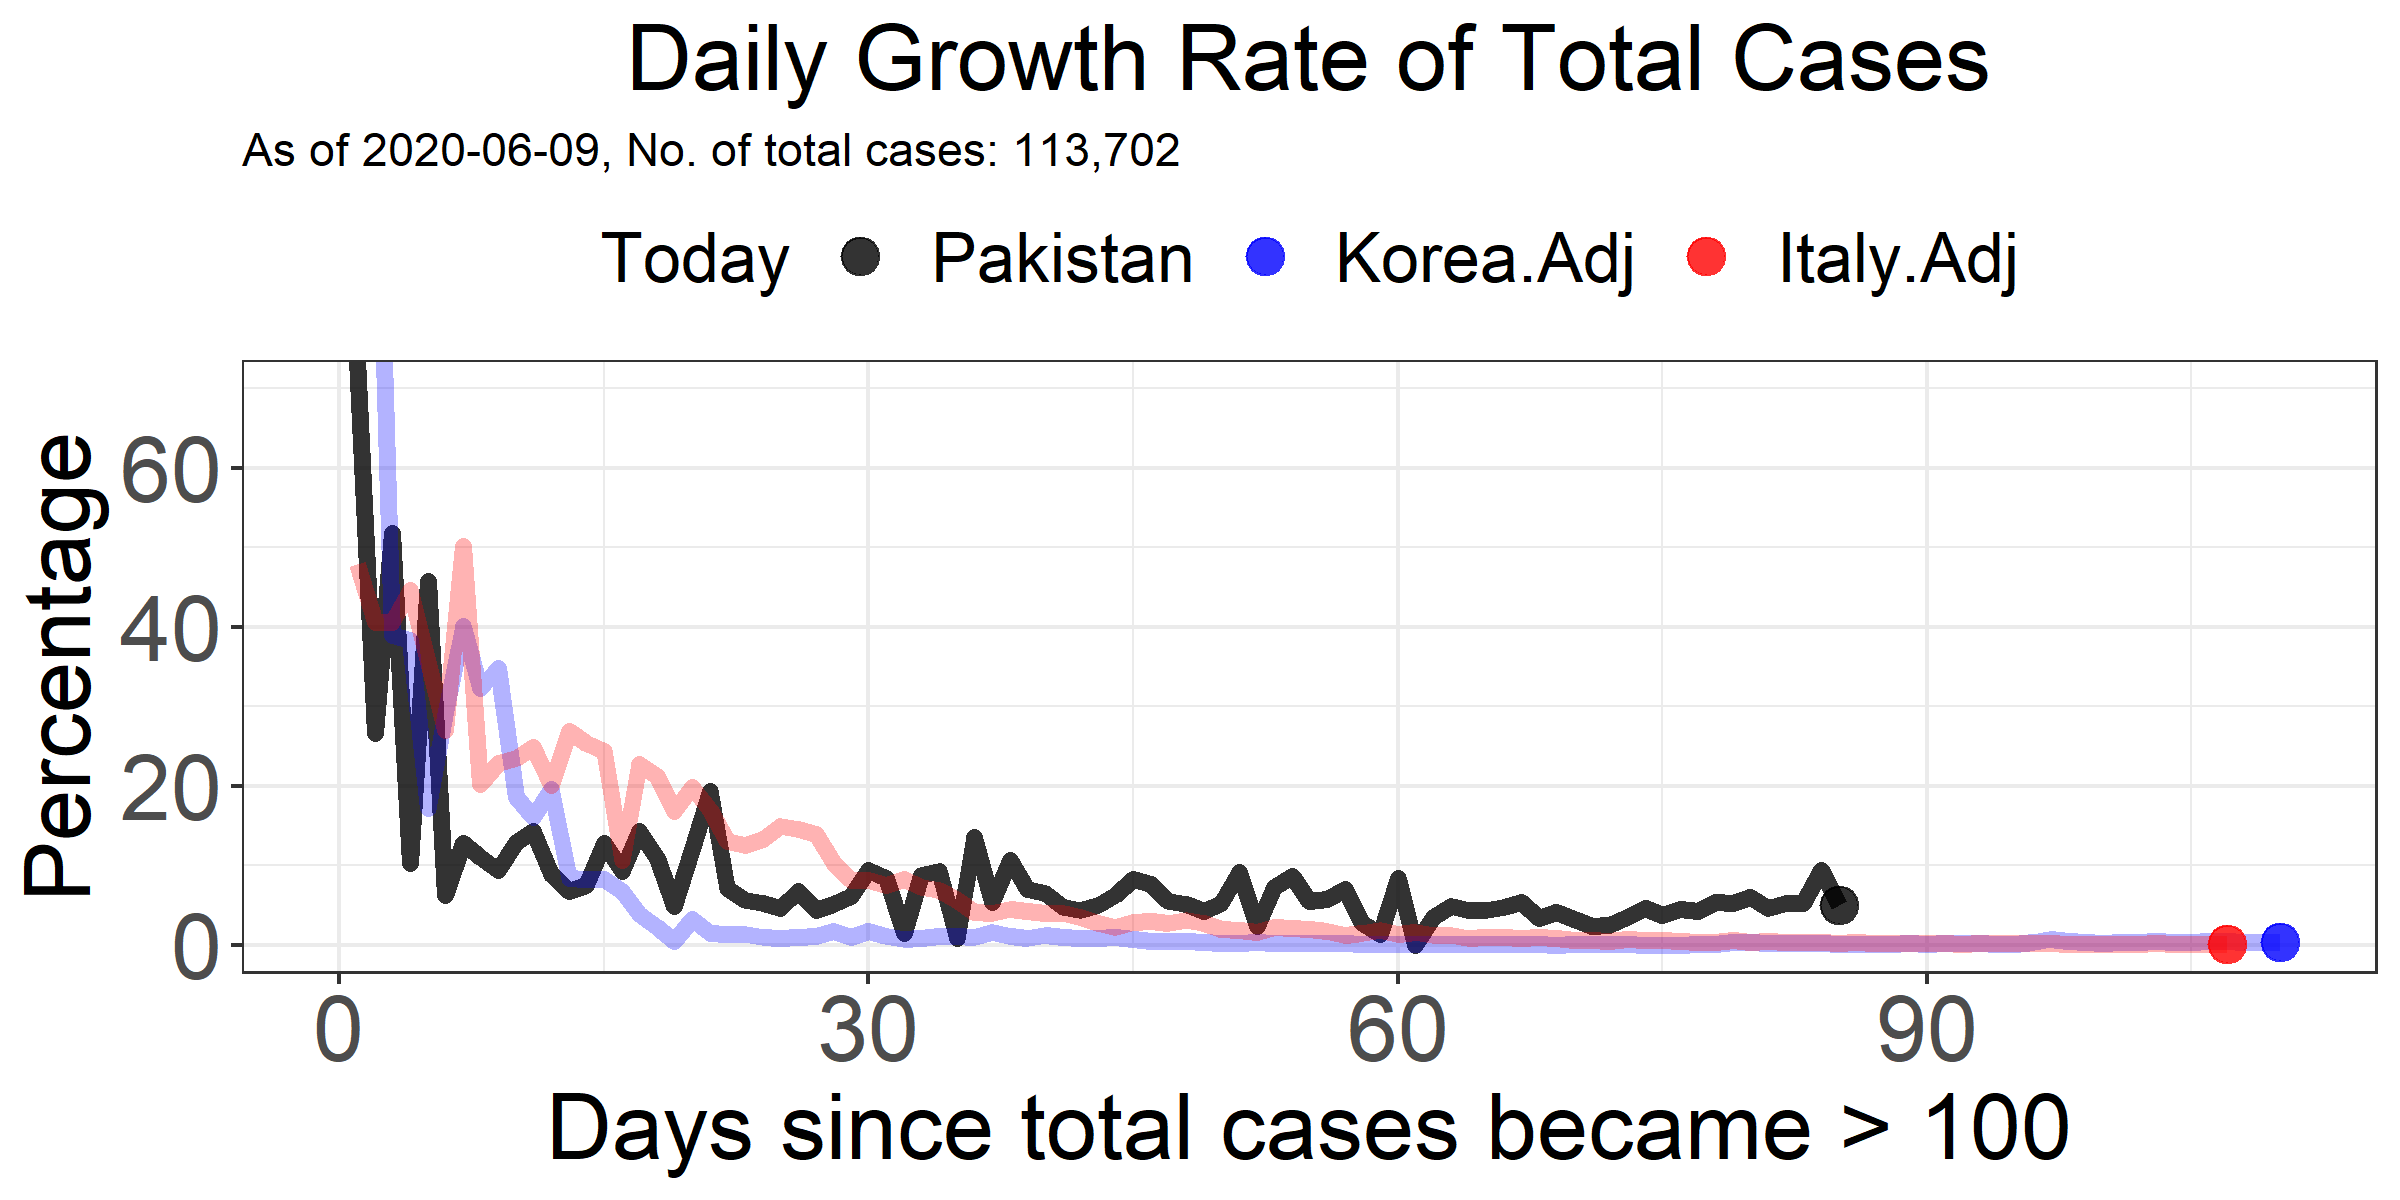 Daily Growth Rate of Total Cases
As of 2020-06-09, No. of total cases: 113,702
Today Pakistan Korea.Adj Italy.Adj
Percentage
60
40
20
0
0 30 60 90
Days since total cases became > 100